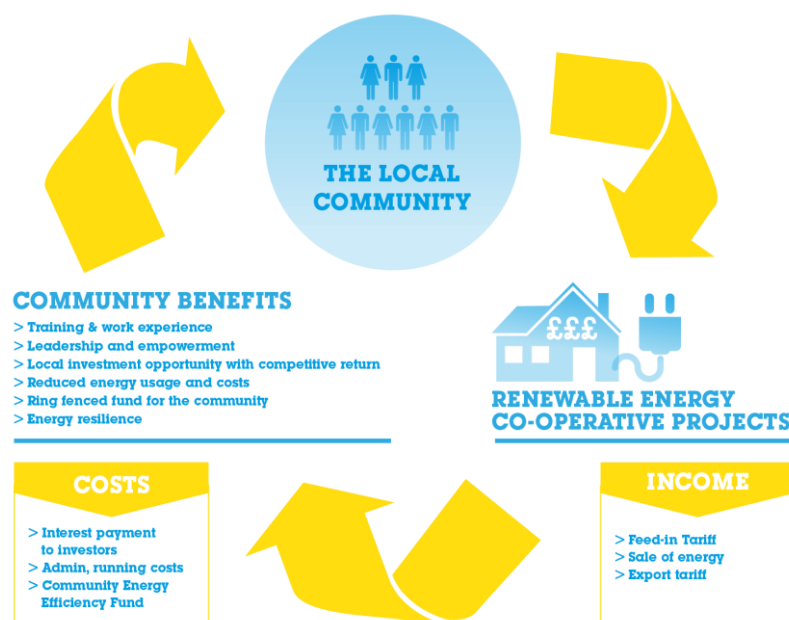 THE LOCAL
COMMUNITY
COMMUNITY BENEFITS
> Training & work experience
> Leadership and empowerment
> Local investment opportunity with competitive return
> Reduced energy usage and costs
> Ring fenced fund for the community
> Energy resilience
£££
RENEWABLE ENERGY
CO-OPERATIVE PROJECTS
COSTS
> Interest payment
to investors
> Admin, running costs
> Community Energy
Efficiency Fund
INCOME
> Feed-in Tariff
> Sale of energy
> Export tariff